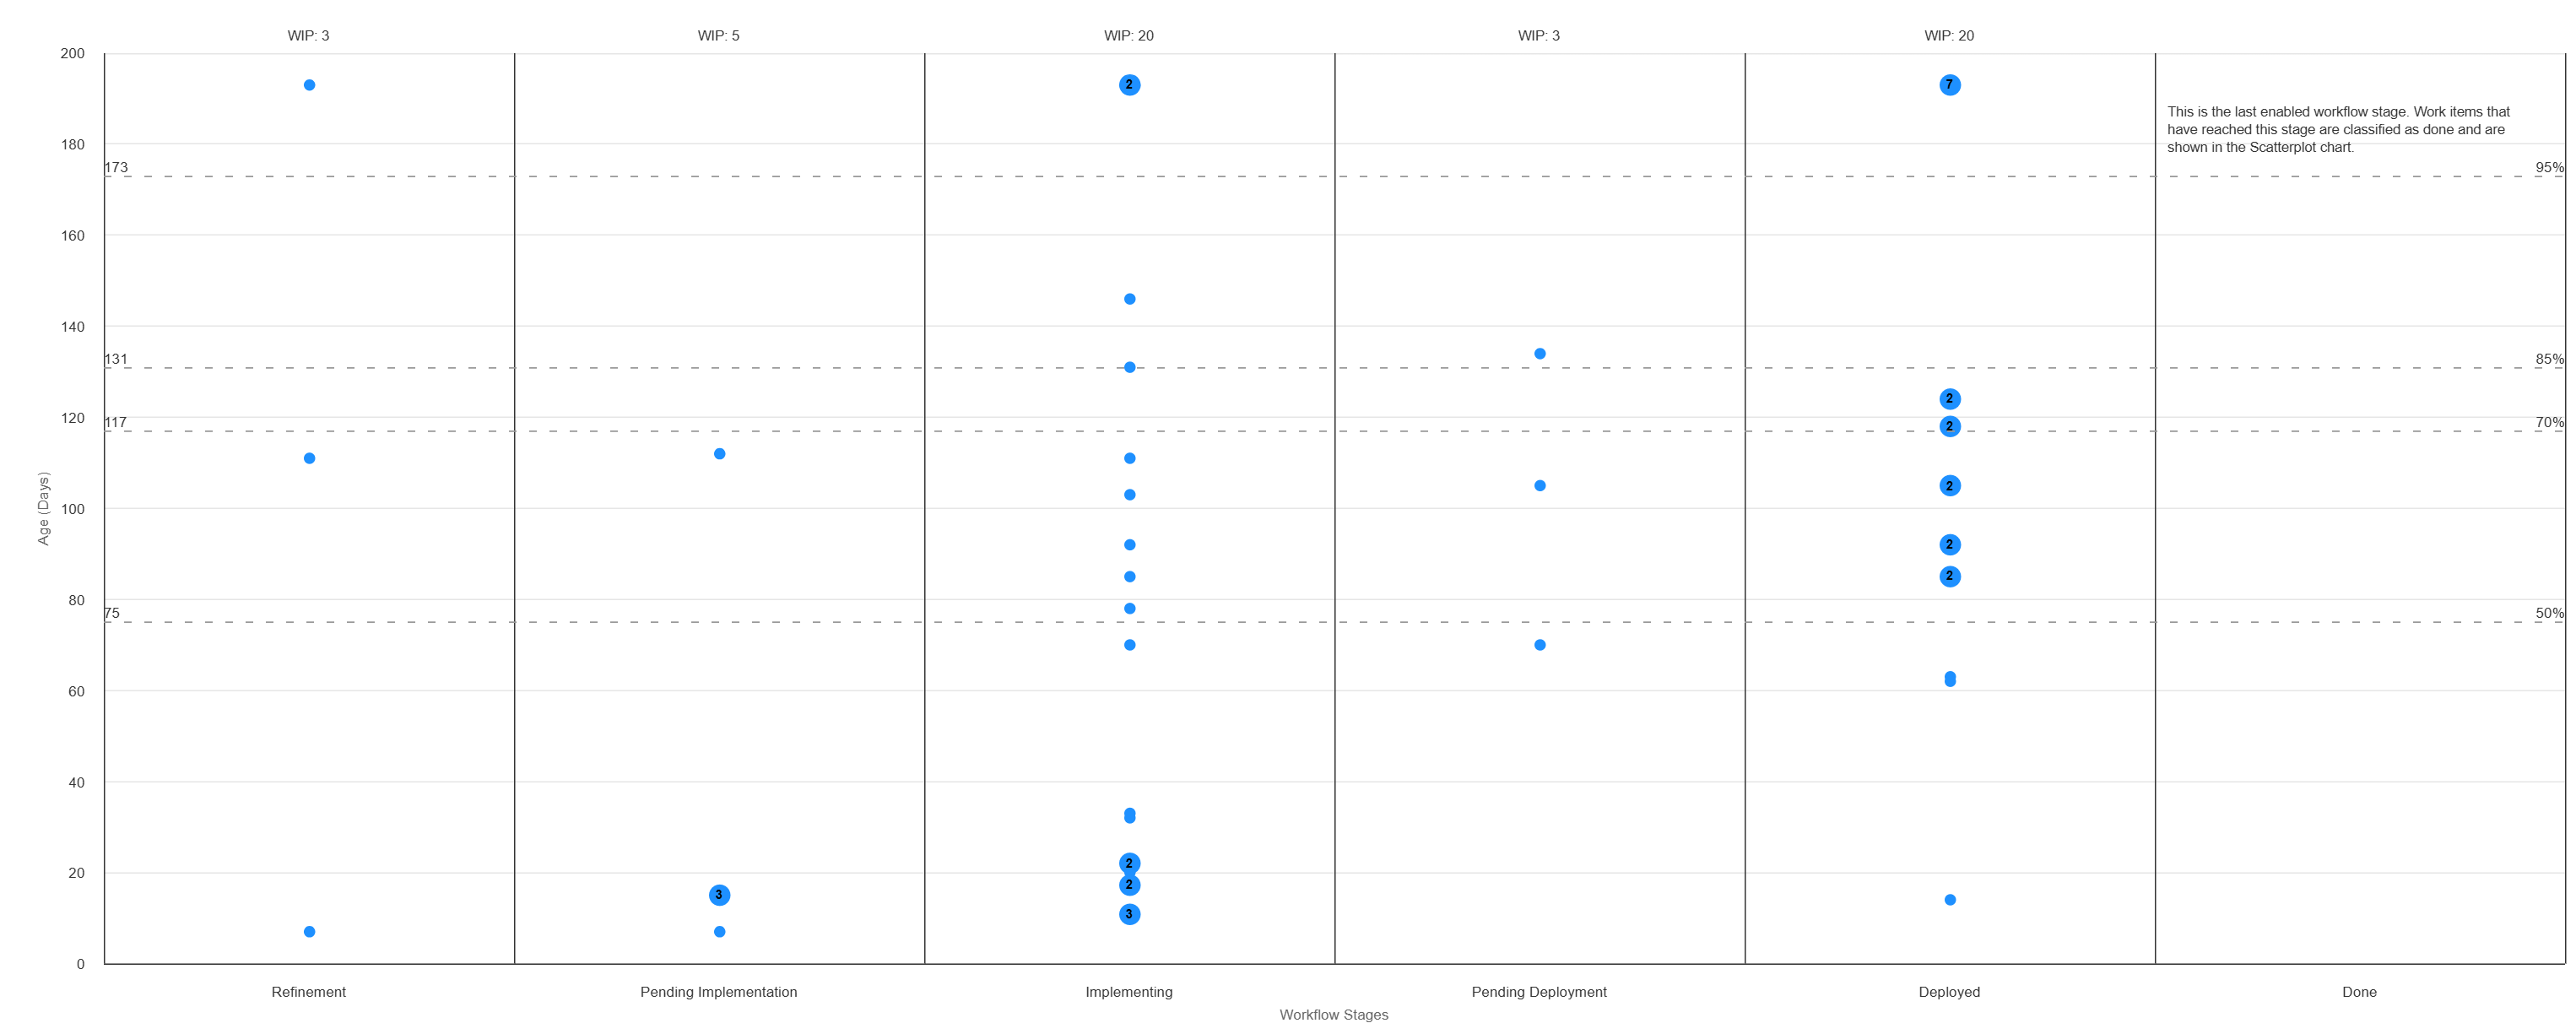 WIP: 3
WIP: 5
WIP: 20
WIP: 3
WIP: 20
200
180
160
140
120
100
80
60
40
20
0
Age (Days)
173
131
117
75
2
2
2
3
3
7
2
2
2
2
2
This is the last enabled workflow stage. Work items that
have reached this stage are classified as done and are
shown in the Scatterplot chart.
95%
85%
70%
50%
Refinement
Pending Implementation
Implementing
Pending Deployment
Deployed
Done
Workflow Stages